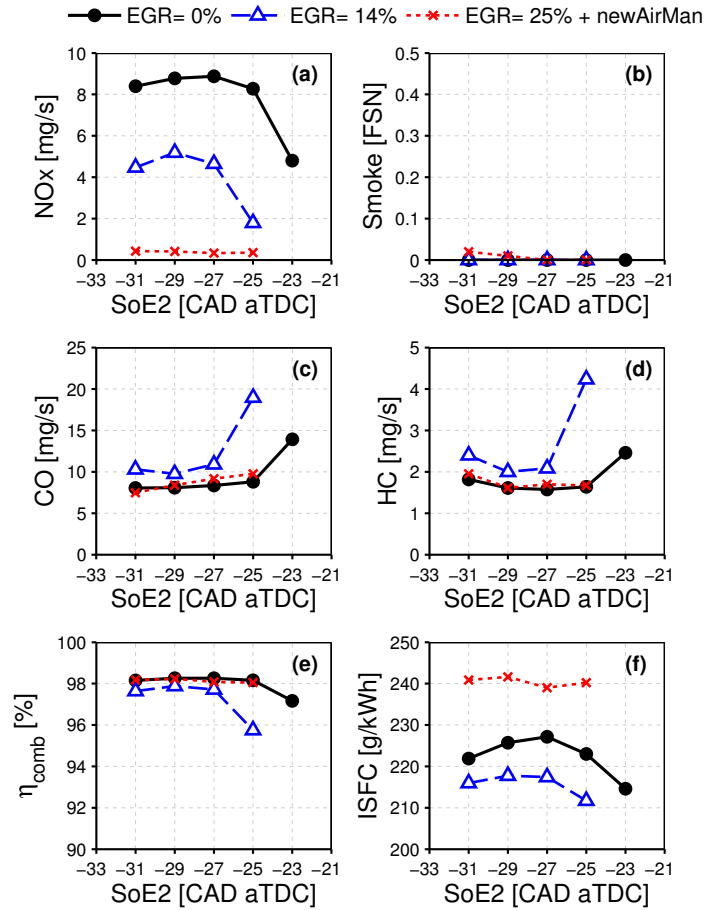 EGR= 0% EGR= 14% EGR= 25% + newAirMan
(a)
NOx [mg/s]
10
8
6
4
2
0
−33 −31 −29 −27 −25 −23 −21
SoE2 [CAD aTDC]
(b)
Smoke [FSN]
0.5
0.4
0.3
0.2
0.1
0
−33 −31 −29 −27 −25 −23 −21
SoE2 [CAD aTDC]
(c)
CO [mg/s]
25
20
15
10
5
0
−33 −31 −29 −27 −25 −23 −21
SoE2 [CAD aTDC]
(d)
HC [mg/s]
5
4
3
2
1
0
−33 −31 −29 −27 −25 −23 −21
SoE2 [CAD aTDC]
(e)
ηcomb [%]
100
98
96
94
92
90
−33 −31 −29 −27 −25 −23 −21
SoE2 [CAD aTDC]
(f)
ISFC [g/kWh]
250
240
230
220
210
200
−33 −31 −29 −27 −25 −23 −21
SoE2 [CAD aTDC]